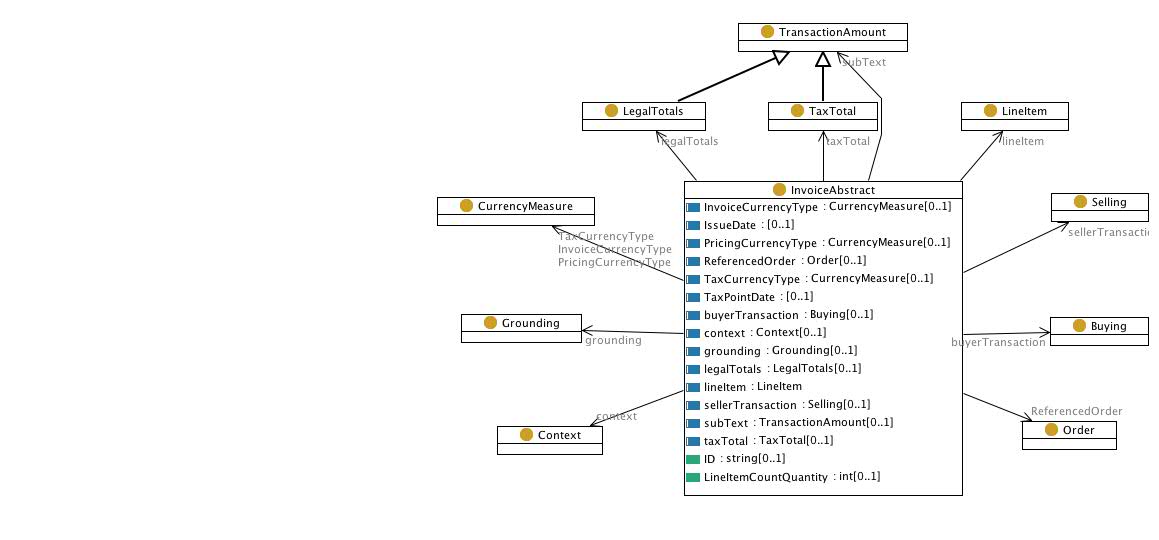 TransactionAmount
subText
LegalTotals
TaxTotal
LineItem
legalTotals
taxTotal
lineItem
InvoiceAbstract
InvoiceCurrencyType : CurrencyMeasure[0..1]
IssueDate : [0..1]
PricingCurrencyType : CurrencyMeasure[0..1]
ReferencedOrder : Order[0..1]
TaxCurrencyType : CurrencyMeasure[0..1]
TaxPointDate : [0..1]
buyerTransaction : Buying[0..1]
context : Context[0..1]
grounding : Grounding[0..1]
legalTotals : LegalTotals[0..1]
lineItem : LineItem
sellerTransaction : Selling[0..1]
subText : TransactionAmount[0..1]
taxTotal : TaxTotal[0..1]
ID : string[0..1]
LineItemCountQuantity : int[0..1]
CurrencyMeasure
TaxCurrencyType
InvoiceCurrencyType
PricingCurrencyType
Grounding
grounding
context
Context
Selling
sellerTransacti
Buying
buyerTransaction
ReferencedOrder
Order